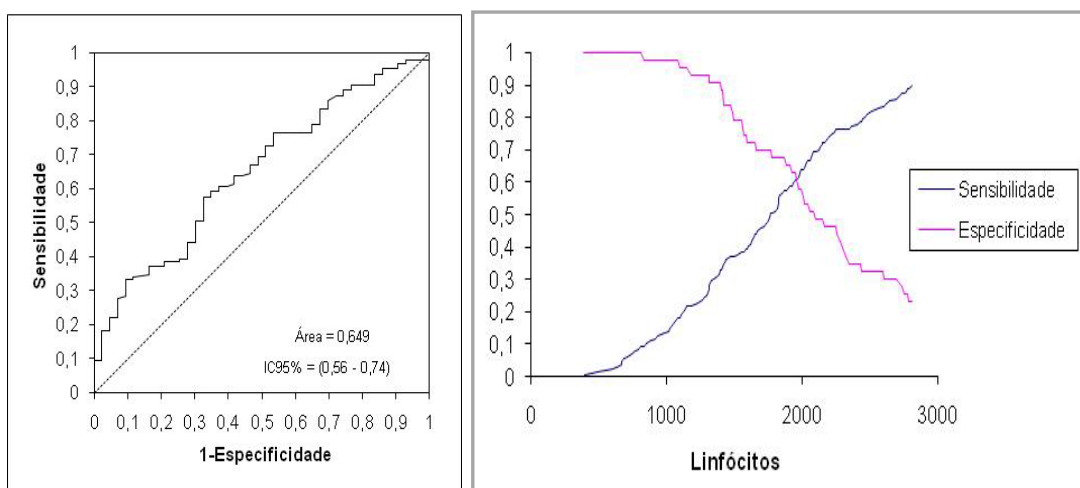 1
0,9
0,8
0,7
0,6
0,5
0,4
0,3
0,2
0,1
0
Sensibilidade
Área = 0,649
IC95% = (0,56 - 0,74)
0 0,1 0,2 0,3 0,4 0,5 0,6 0,7 0,8 0,9 1
1-Especificidade
1
0,9
0,8
0,7
0,6
0,5
0,4
0,3
0,2
0,1
0
0 1000 2000 3000
Linfócitos
Sensibilidade
Especificidade